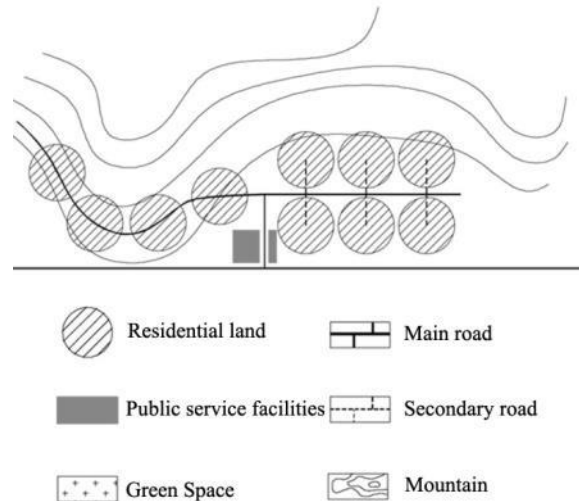 Residential land
Main road
Public service facilities
Secondary road
Green Space
Mountain